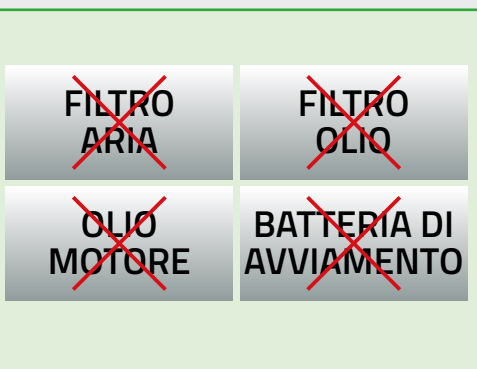 FILTRO
ARIA
FILTRO
OLIO
OLIO
MOTORE
BATTERIA DI
AVVIAMENTO